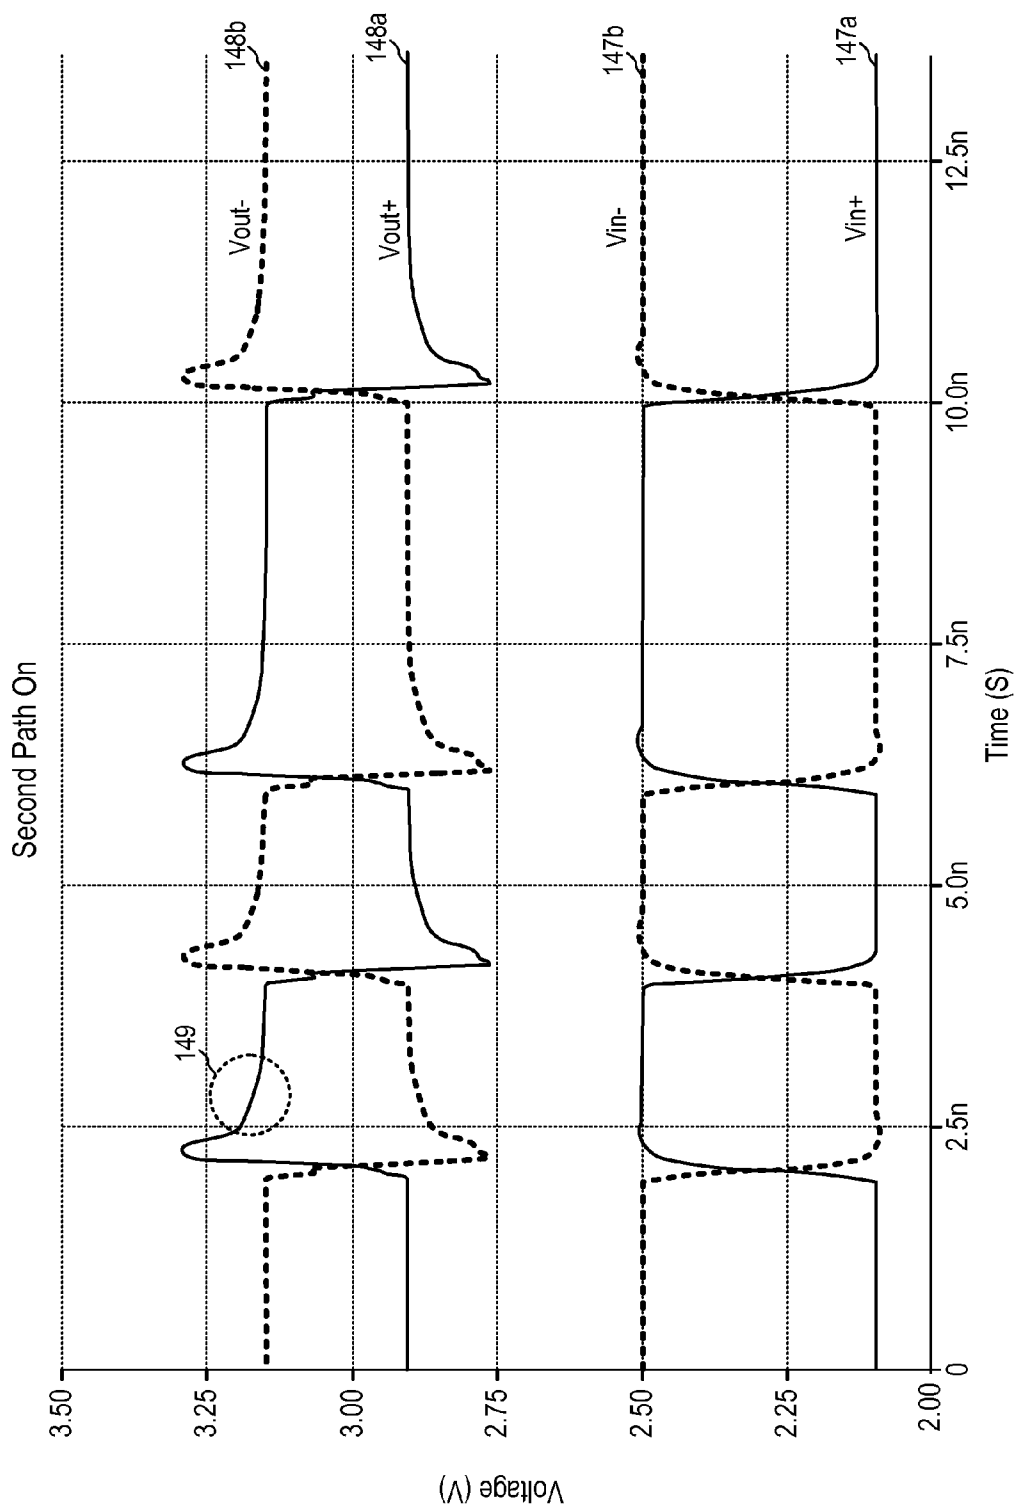 Second Path On
Voltage (V)
3.50
3.25
3.00
2.75
2.50
2.25
2.00
0
2.5n
5.0n
7.5n
10.0n
12.5n
Time (S)
149
Vout-
148b
Vout+
148a
Vin-
147b
Vin+
147a